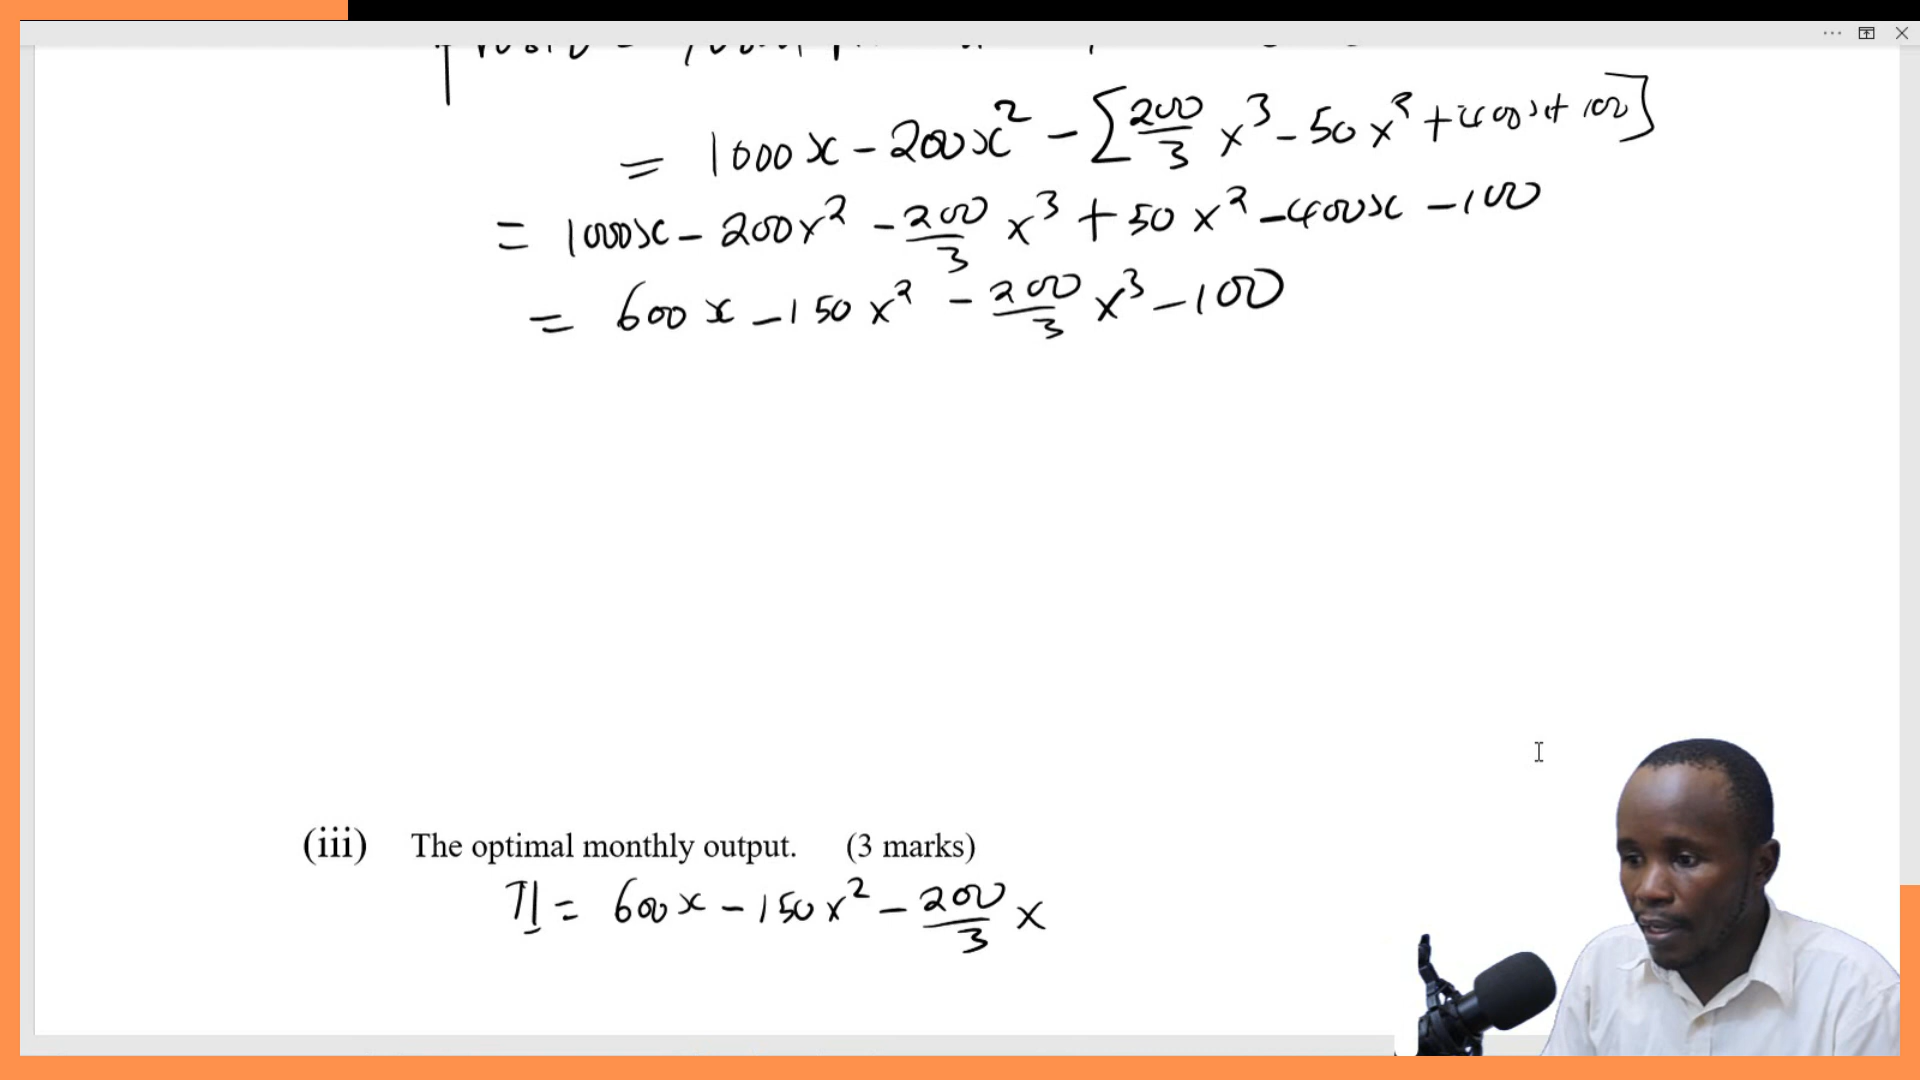 = 1000x - 200x² - [200/3 x³ - 50x² + 400x + 100]
= 1000x - 200x² - 200/3 x³ + 50x² - 400x - 100
= 600x - 150x² - 200/3 x³ - 100
(iii) The optimal monthly output. (3 marks)
π = 600x - 150x² - 200/3 x